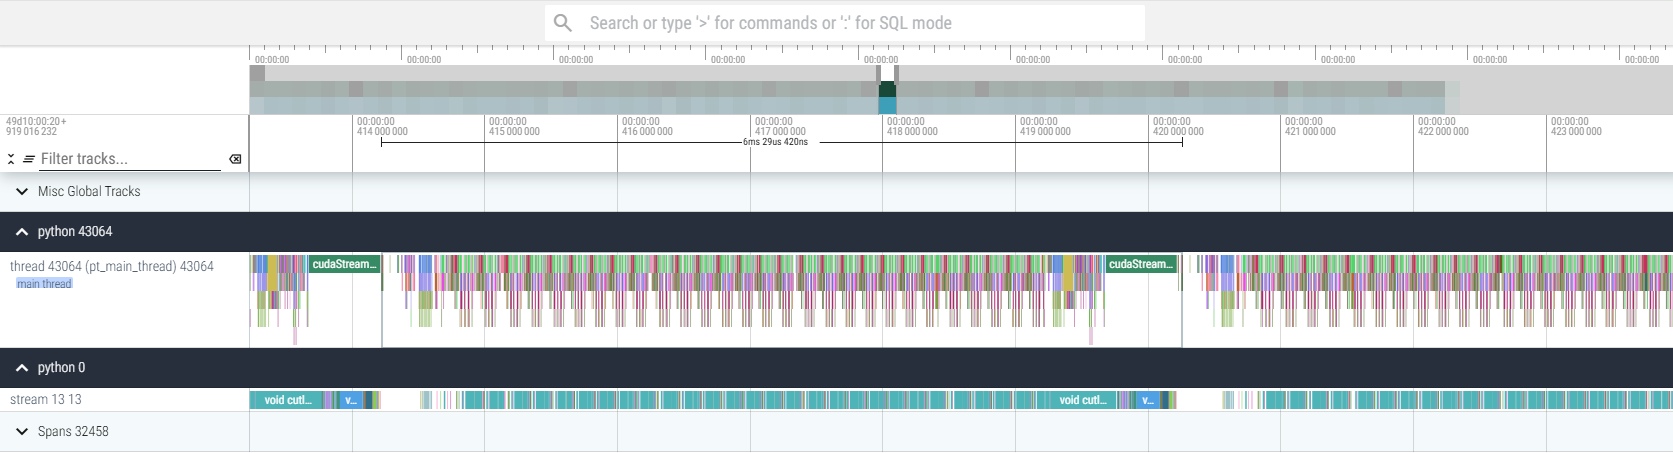 Search or type '>' for commands or ':' for SQL mode
00:00:00 00:00:00 00:00:00 00:00:00 00:00:00 00:00:00 00:00:00 00:00:00 00:00:00 00:00:00
49d10:00:20 +
919 016 232
00:00:00 00:00:00 00:00:00 00:00:00 00:00:00 00:00:00 00:00:00 00:00:00 00:00:00 00:00:00
414 000 000 415 000 000 416 000 000 417 000 000 418 000 000 419 000 000 420 000 000 421 000 000 422 000 000 423 000 000
6ms 29us 420ns
Filter tracks...
Misc Global Tracks
python 43064
thread 43064 (pt_main_thread) 43064
main thread
cudaStream... cudaStream...
python 0
stream 13 13
void cutl... v... void cutl... v...
Spans 32458